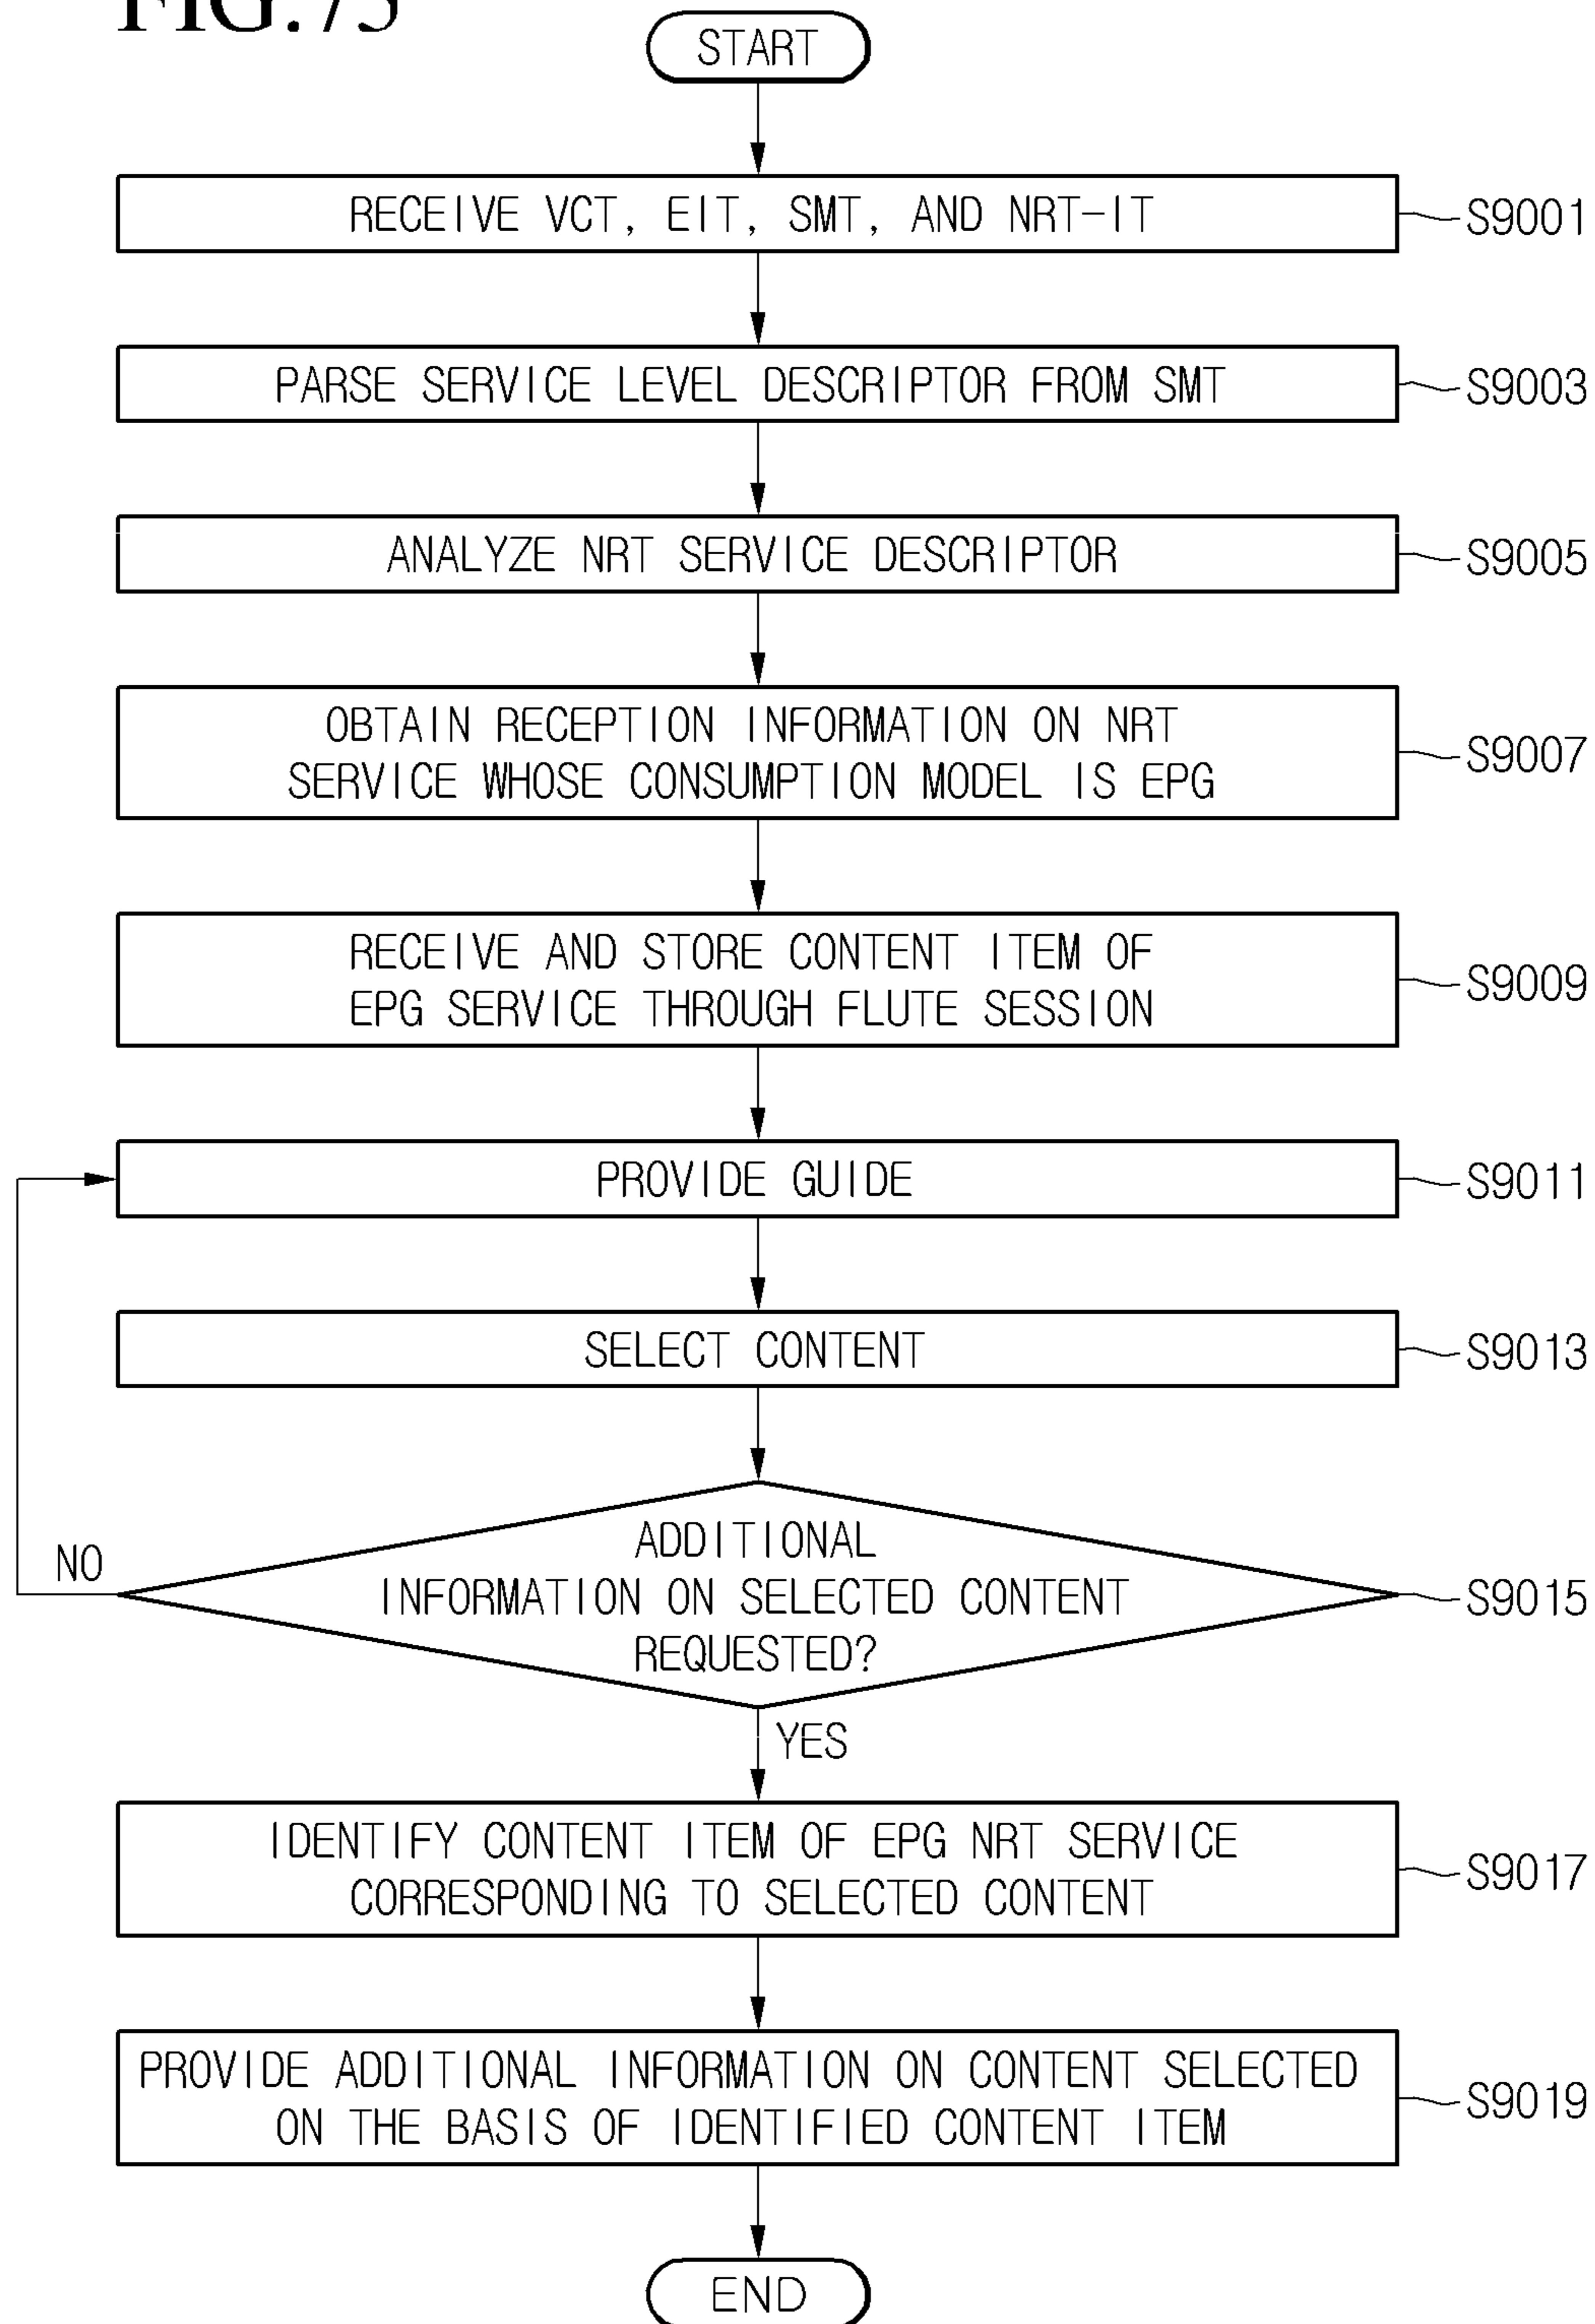 FIG. 75
START
RECEIVE VCT, EIT, SMT, AND NRT-IT
S9001
PARSE SERVICE LEVEL DESCRIPTOR FROM SMT
S9003
ANALYZE NRT SERVICE DESCRIPTOR
S9005
OBTAIN RECEPTION INFORMATION ON NRT
SERVICE WHOSE CONSUMPTION MODEL IS EPG
S9007
RECEIVE AND STORE CONTENT ITEM OF
EPG SERVICE THROUGH FLUTE SESSION
S9009
PROVIDE GUIDE
S9011
SELECT CONTENT
S9013
ADDITIONAL
INFORMATION ON SELECTED CONTENT
REQUESTED?
S9015
NO
YES
IDENTIFY CONTENT ITEM OF EPG NRT SERVICE
CORRESPONDING TO SELECTED CONTENT
S9017
PROVIDE ADDITIONAL INFORMATION ON CONTENT SELECTED
ON THE BASIS OF IDENTIFIED CONTENT ITEM
S9019
END